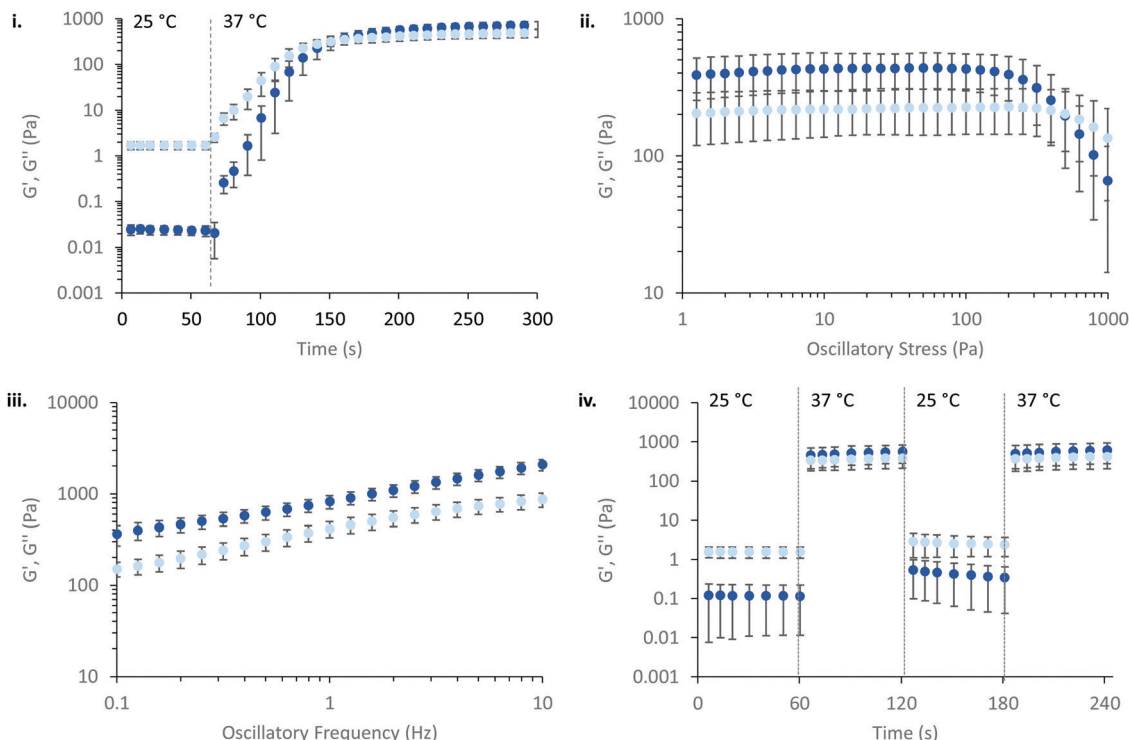 i.
25 °C 37 °C
G', G'' (Pa)
1000
100
10
1
0.1
0.01
0.001
0 50 100 150 200 250 300
Time (s)
ii.
G', G'' (Pa)
1000
100
10
1 10 100 1000
Oscillatory Stress (Pa)
iii.
G', G'' (Pa)
10000
1000
100
10
0.1 1 10
Oscillatory Frequency (Hz)
iv.
25 °C 37 °C 25 °C 37 °C
G', G'' (Pa)
10000
1000
100
10
1
0.1
0.01
0.001
0 60 120 180 240
Time (s)